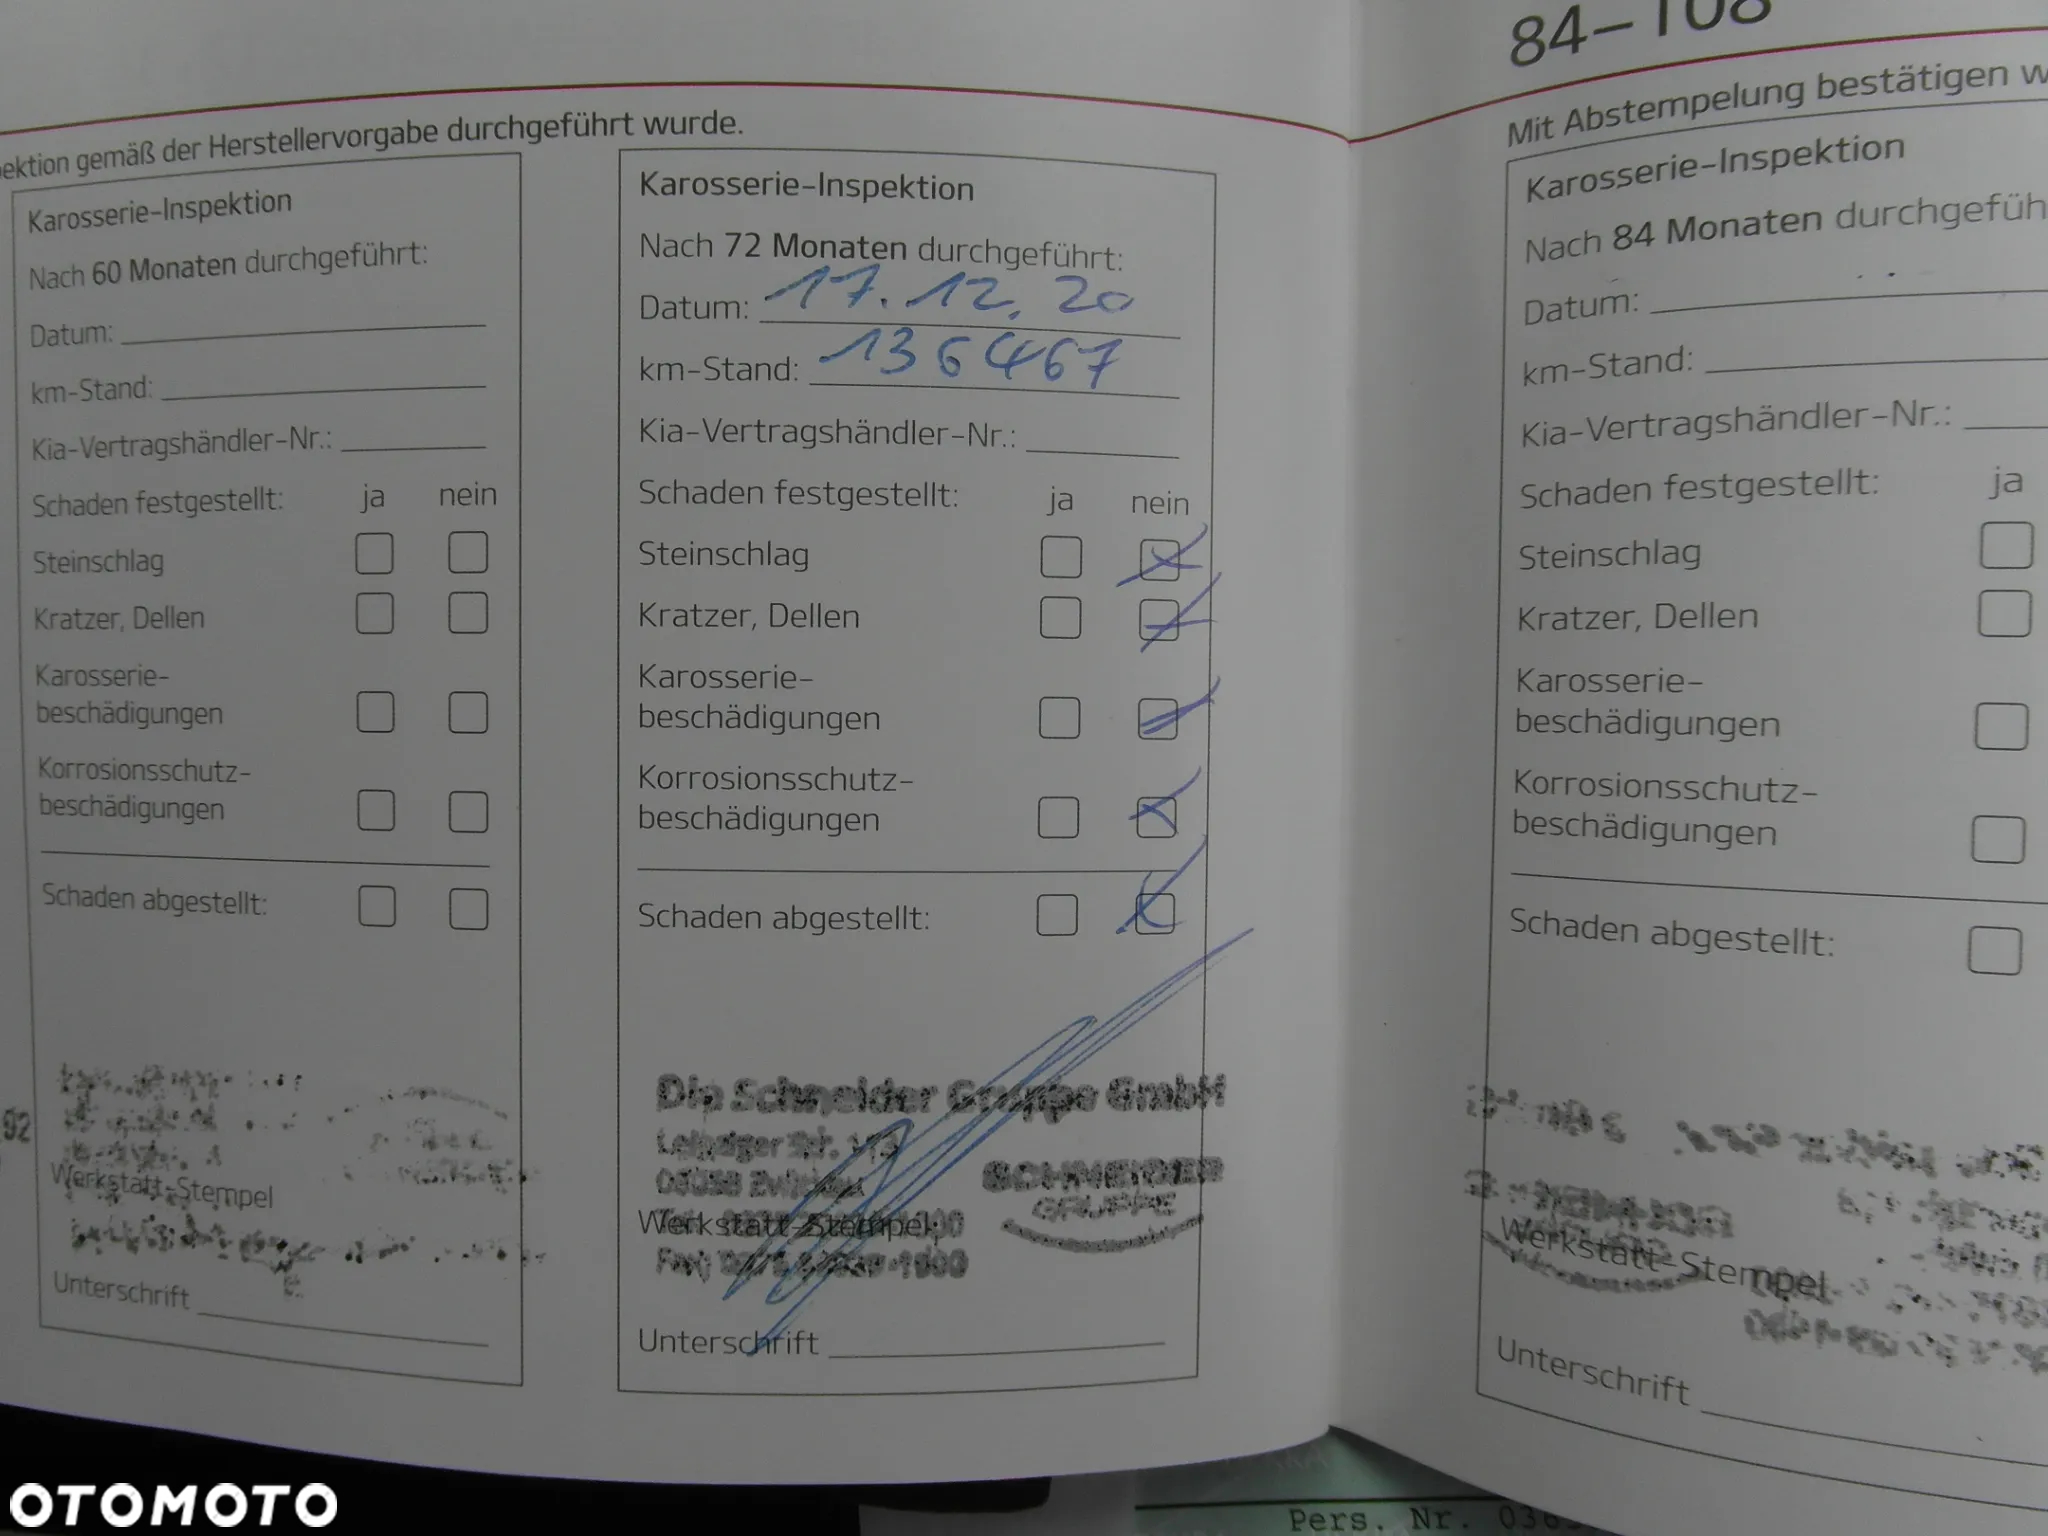 84–108
ektion gemäß der Herstellervorgabe durchgeführt wurde.
Karosserie-Inspektion
Nach 60 Monaten durchgeführt:
Datum:
km-Stand:
Kia-Vertragshändler-Nr.:
Schaden festgestellt: ja nein
Steinschlag
Kratzer, Dellen
Karosserie-
beschädigungen
Korrosionsschutz-
beschädigungen
Schaden abgestellt:
92
Werkstatt-Stempel
Unterschrift
Karosserie-Inspektion
Nach 72 Monaten durchgeführt:
Datum: 17.12.20
km-Stand: 136467
Kia-Vertragshändler-Nr.:
Schaden festgestellt: ja nein
Steinschlag
Kratzer, Dellen
Karosserie-
beschädigungen
Korrosionsschutz-
beschädigungen
Schaden abgestellt:
Die Schneider Gruppe GmbH
Leipziger Str.
SCHNEIDER
GRUPPE
Werkstatt-Stempel
Unterschrift
Mit Abstempelung bestätigen w
Karosserie-Inspektion
Nach 84 Monaten durchgefüh
Datum:
km-Stand:
Kia-Vertragshändler-Nr.:
Schaden festgestellt: ja
Steinschlag
Kratzer, Dellen
Karosserie-
beschädigungen
Korrosionsschutz-
beschädigungen
Schaden abgestellt:
Werkstatt-Stempel
Unterschrift
Pers. Nr.
OTOMOTO